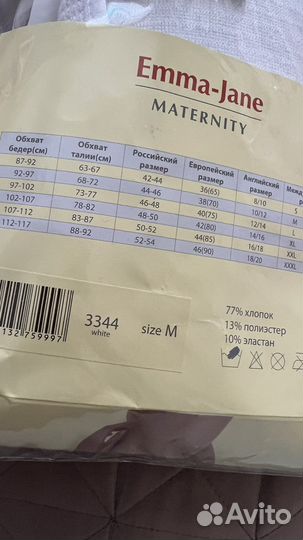 Emma-Jane
MATERNITY
Обхват бедер(см) Обхват талии(см) Российский размер Европейский размер Английский размер
87-92 63-67 42-44 36(65) 8/10
92-97 68-72 44-46 38(70) 10/12 M
97-102 73-77 46-48 40(75) 12/14 L
102-107 78-82 48-50 42(80) 14/16 XL
107-112 83-87 50-52 44(85) 16/18 XXL
112-117 88-92 52-54 46(90) 18/20 XXXL
132 759997
3344 size M
white
77% хлопок
13% полиэстер
10% эластан
Avito